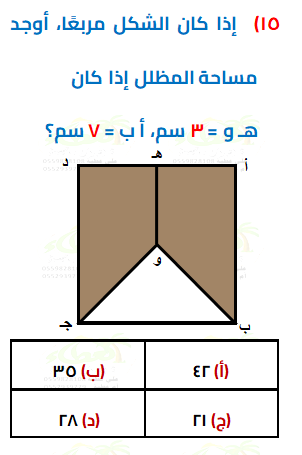 ١٥) إذا كان الشكل مربعًا، أوجد
مساحة المظلل إذا كان
هـ و = ٣ سم، أ ب = ٧ سم؟
د هـ أ
و
جـ ب
(أ) ٤٢ (ب) ٣٥
(ج) ٢١ (د) ٢٨